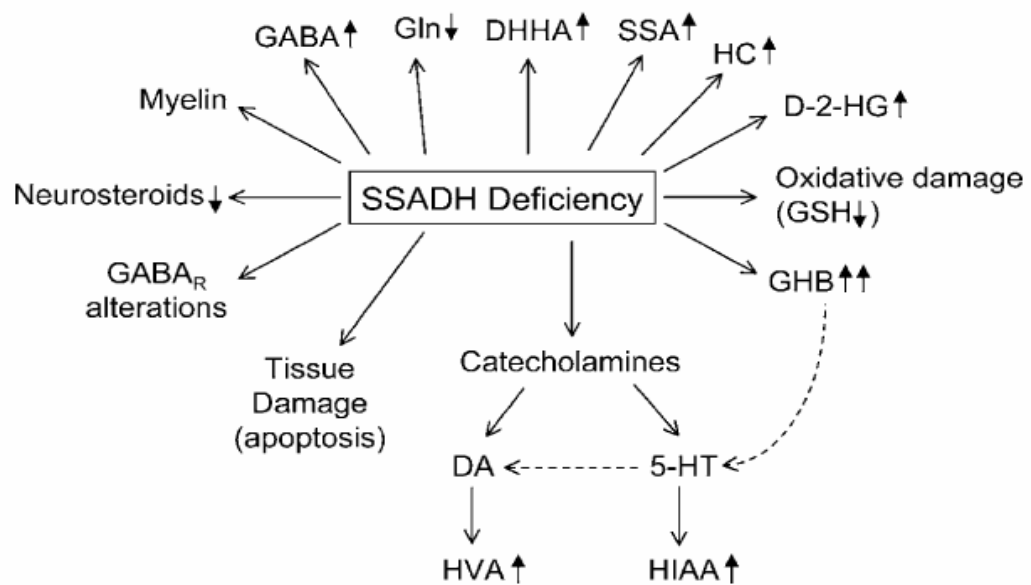 GABA↑
Gln↓
DHHA↑
SSA↑
HC↑
Myelin
D-2-HG↑
Neurosteroids↓
SSADH Deficiency
Oxidative damage
(GSH↓)
GABA_R
alterations
GHB↑↑
Tissue
Damage
(apoptosis)
Catecholamines
DA
5-HT
HVA↑
HIAA↑